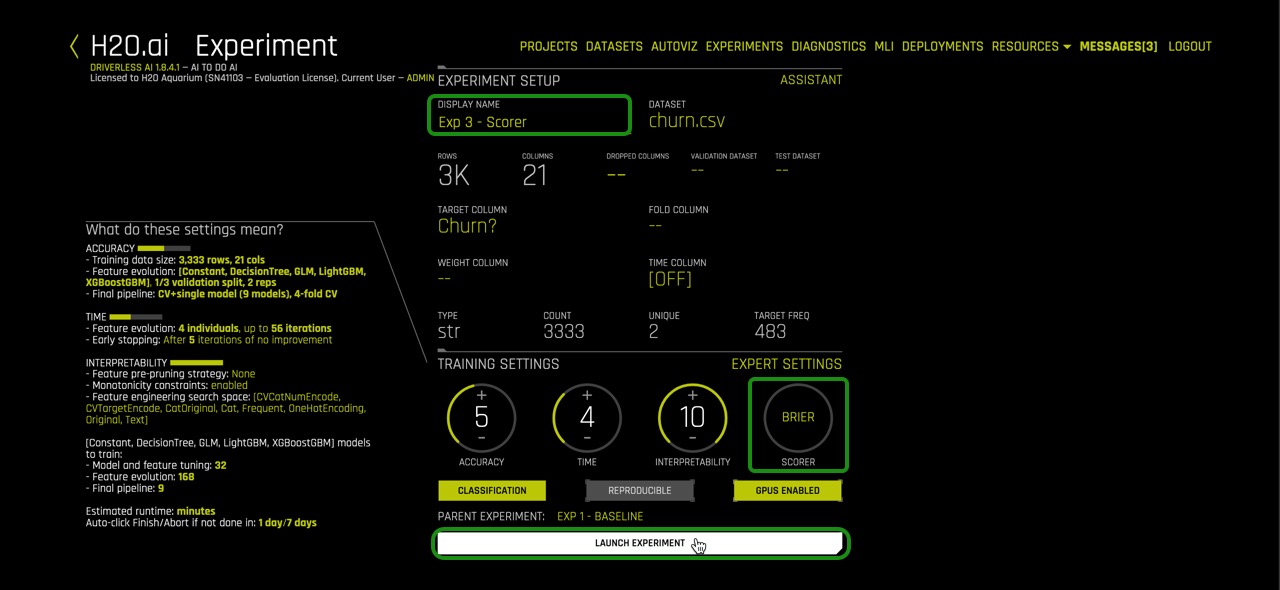 H2O.ai Experiment
DRIVERLESS AI 1.8.4.1 – AI TO DO AI
Licensed to H2O Aquarium (SN41103 – Evaluation License). Current User – ADMIN
PROJECTS DATASETS AUTOVIZ EXPERIMENTS DIAGNOSTICS MLI DEPLOYMENTS RESOURCES MESSAGES[3] LOGOUT
EXPERIMENT SETUP ASSISTANT
DISPLAY NAME DATASET
Exp 3 - Scorer churn.csv
ROWS COLUMNS DROPPED COLUMNS VALIDATION DATASET TEST DATASET
3K 21 -- -- --
TARGET COLUMN FOLD COLUMN
Churn? --
WEIGHT COLUMN TIME COLUMN
-- [OFF]
TYPE COUNT UNIQUE TARGET FREQ
str 3333 2 483
What do these settings mean?
ACCURACY
- Training data size: 3,333 rows, 21 cols
- Feature evolution: [Constant, DecisionTree, GLM, LightGBM,
XGBoostGBM], 1/3 validation split, 2 reps
- Final pipeline: CV+single model (9 models), 4-fold CV
TIME
- Feature evolution: 4 individuals, up to 56 iterations
- Early stopping: After 5 iterations of no improvement
INTERPRETABILITY
- Feature pre-pruning strategy: None
- Monotonicity constraints: enabled
- Feature engineering search space: [CVCatNumEncode,
CVTargetEncode, CatOriginal, Cat, Frequent, OneHotEncoding,
Original, Text]
[Constant, DecisionTree, GLM, LightGBM, XGBoostGBM] models
to train:
- Model and feature tuning: 32
- Feature evolution: 168
- Final pipeline: 9
Estimated runtime: minutes
Auto-click Finish/Abort if not done in: 1 day/7 days
TRAINING SETTINGS EXPERT SETTINGS
+ + +
5 4 10 BRIER
- - -
ACCURACY TIME INTERPRETABILITY SCORER
CLASSIFICATION REPRODUCIBLE GPUS ENABLED
PARENT EXPERIMENT: EXP 1 - BASELINE
LAUNCH EXPERIMENT